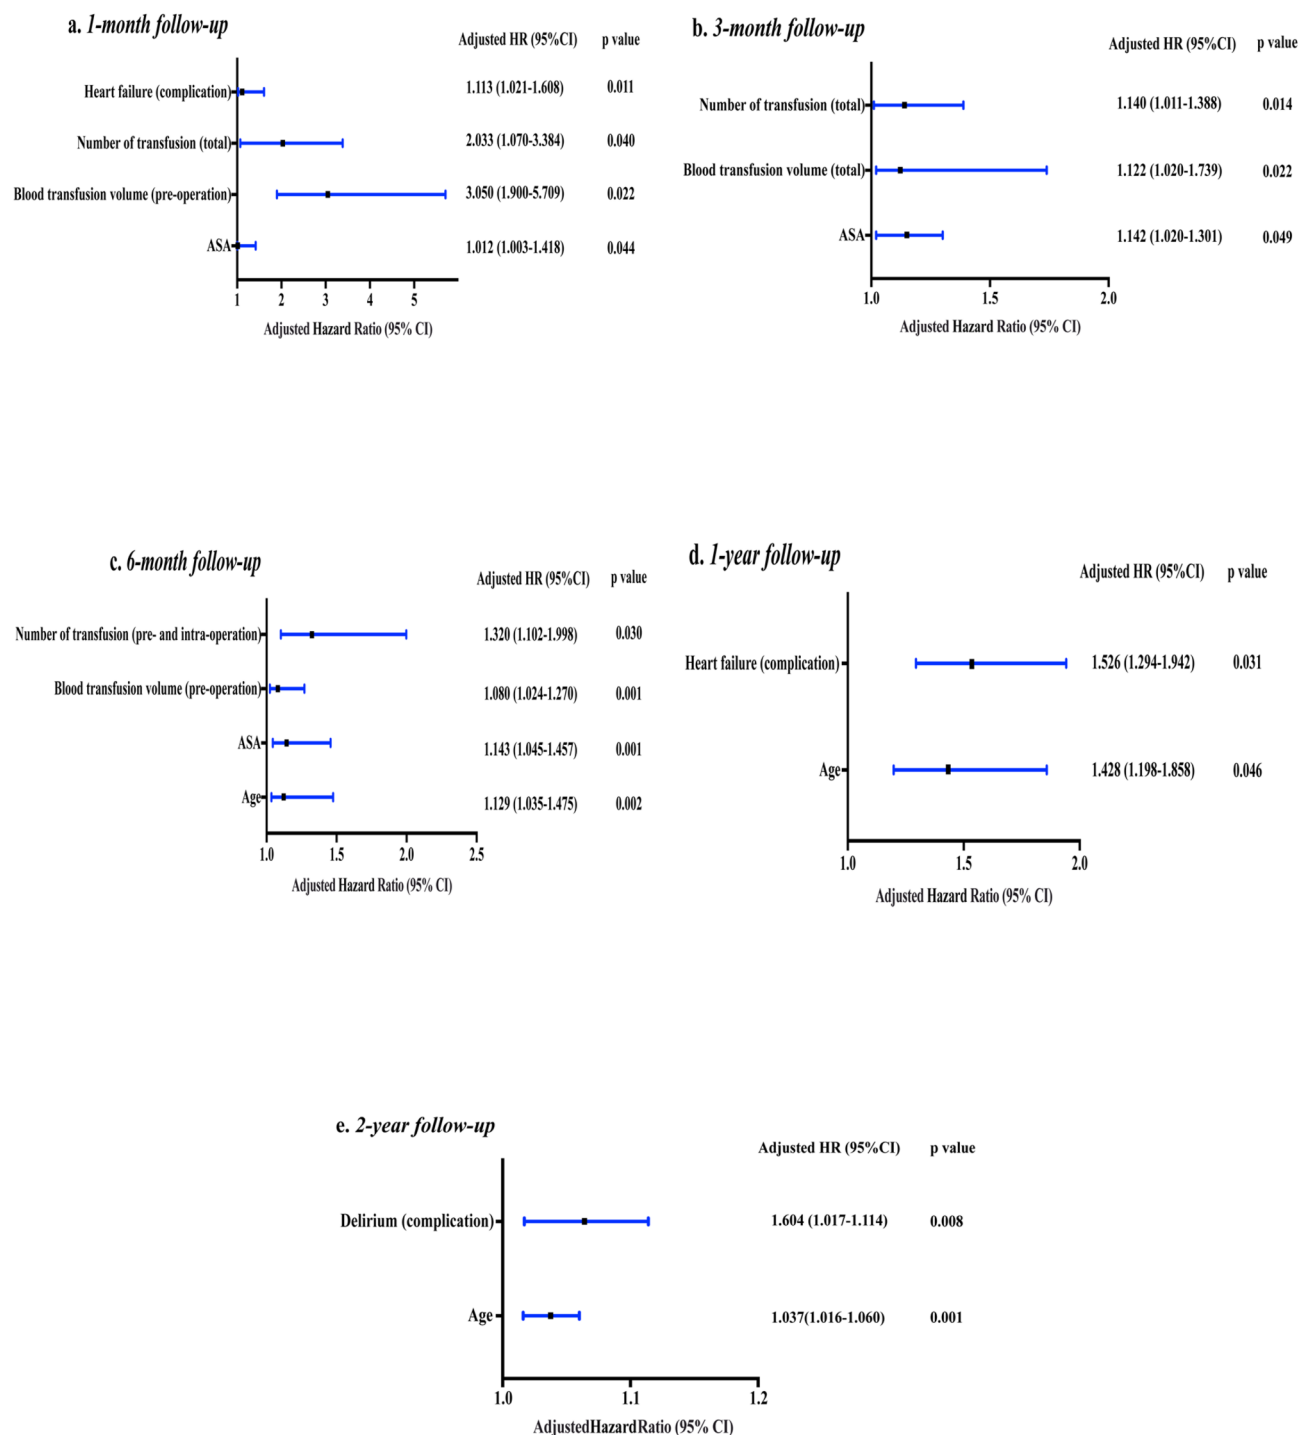 a. 1-month follow-up
Adjusted HR (95%CI) p value
Heart failure (complication) 1.113 (1.021-1.608) 0.011
Number of transfusion (total) 2.033 (1.070-3.384) 0.040
Blood transfusion volume (pre-operation) 3.050 (1.900-5.709) 0.022
ASA 1.012 (1.003-1.418) 0.044
1 2 3 4 5
Adjusted Hazard Ratio (95% CI)
b. 3-month follow-up
Adjusted HR (95%CI) p value
Number of transfusion (total) 1.140 (1.011-1.388) 0.014
Blood transfusion volume (total) 1.122 (1.020-1.739) 0.022
ASA 1.142 (1.020-1.301) 0.049
1.0 1.5 2.0
Adjusted Hazard Ratio (95% CI)
c. 6-month follow-up
Adjusted HR (95%CI) p value
Number of transfusion (pre- and intra-operation) 1.320 (1.102-1.998) 0.030
Blood transfusion volume (pre-operation) 1.080 (1.024-1.270) 0.001
ASA 1.143 (1.045-1.457) 0.001
Age 1.129 (1.035-1.475) 0.002
1.0 1.5 2.0 2.5
Adjusted Hazard Ratio (95% CI)
d. 1-year follow-up
Adjusted HR (95%CI) p value
Heart failure (complication) 1.526 (1.294-1.942) 0.031
Age 1.428 (1.198-1.858) 0.046
1.0 1.5 2.0
Adjusted Hazard Ratio (95% CI)
e. 2-year follow-up
Adjusted HR (95%CI) p value
Delirium (complication) 1.604 (1.017-1.114) 0.008
Age 1.037(1.016-1.060) 0.001
1.0 1.1 1.2
AdjustedHazardRatio (95% CI)